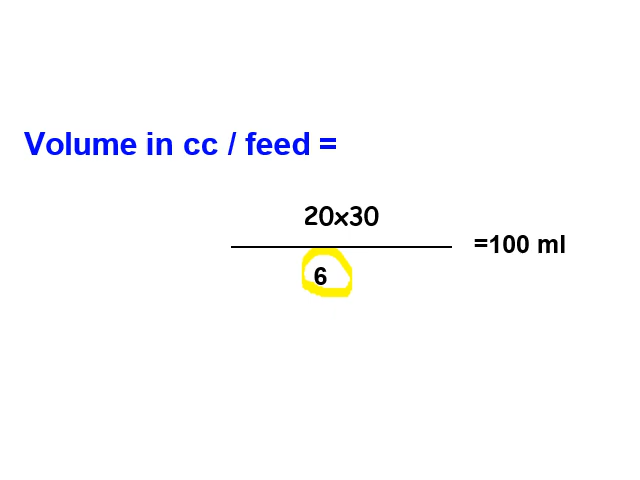 Volume in cc / feed =
20x30
=100 ml
6